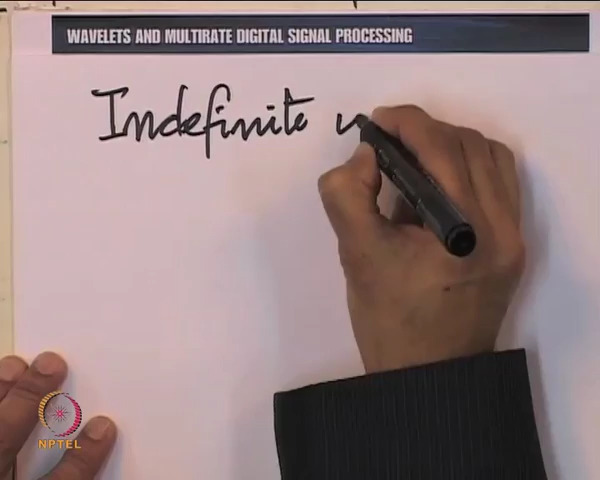 WAVELETS AND MULTIRATE DIGITAL SIGNAL PROCESSING
Indefinite
NPTEL